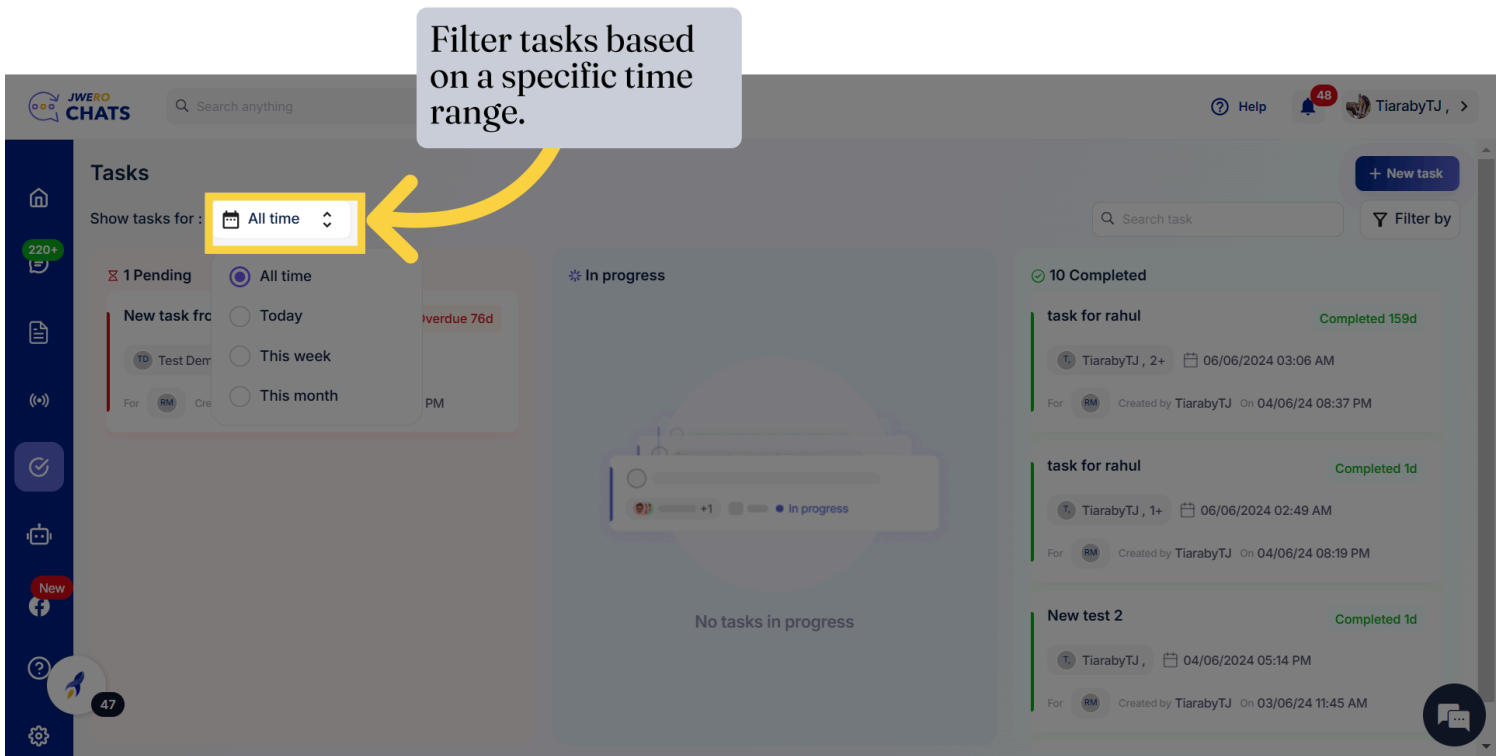 Filter tasks based
on a specific time
range.
JWERO
CHATS
Search anything
Help
48
TiarabyTJ ,
Tasks
+ New task
Show tasks for :
All time
Search task
Filter by
220+
1 Pending
All time
Today
This week
This month
New task fro
Overdue 76d
TD Test Dem
For RM Cre
PM
In progress
+1
In progress
No tasks in progress
10 Completed
task for rahul
Completed 159d
T, TiarabyTJ , 2+ 06/06/2024 03:06 AM
For RM Created by TiarabyTJ On 04/06/24 08:37 PM
task for rahul
Completed 1d
T, TiarabyTJ , 1+ 06/06/2024 02:49 AM
For RM Created by TiarabyTJ On 04/06/24 08:19 PM
New test 2
Completed 1d
T, TiarabyTJ , 04/06/2024 05:14 PM
For RM Created by TiarabyTJ On 03/06/24 11:45 AM
New
47